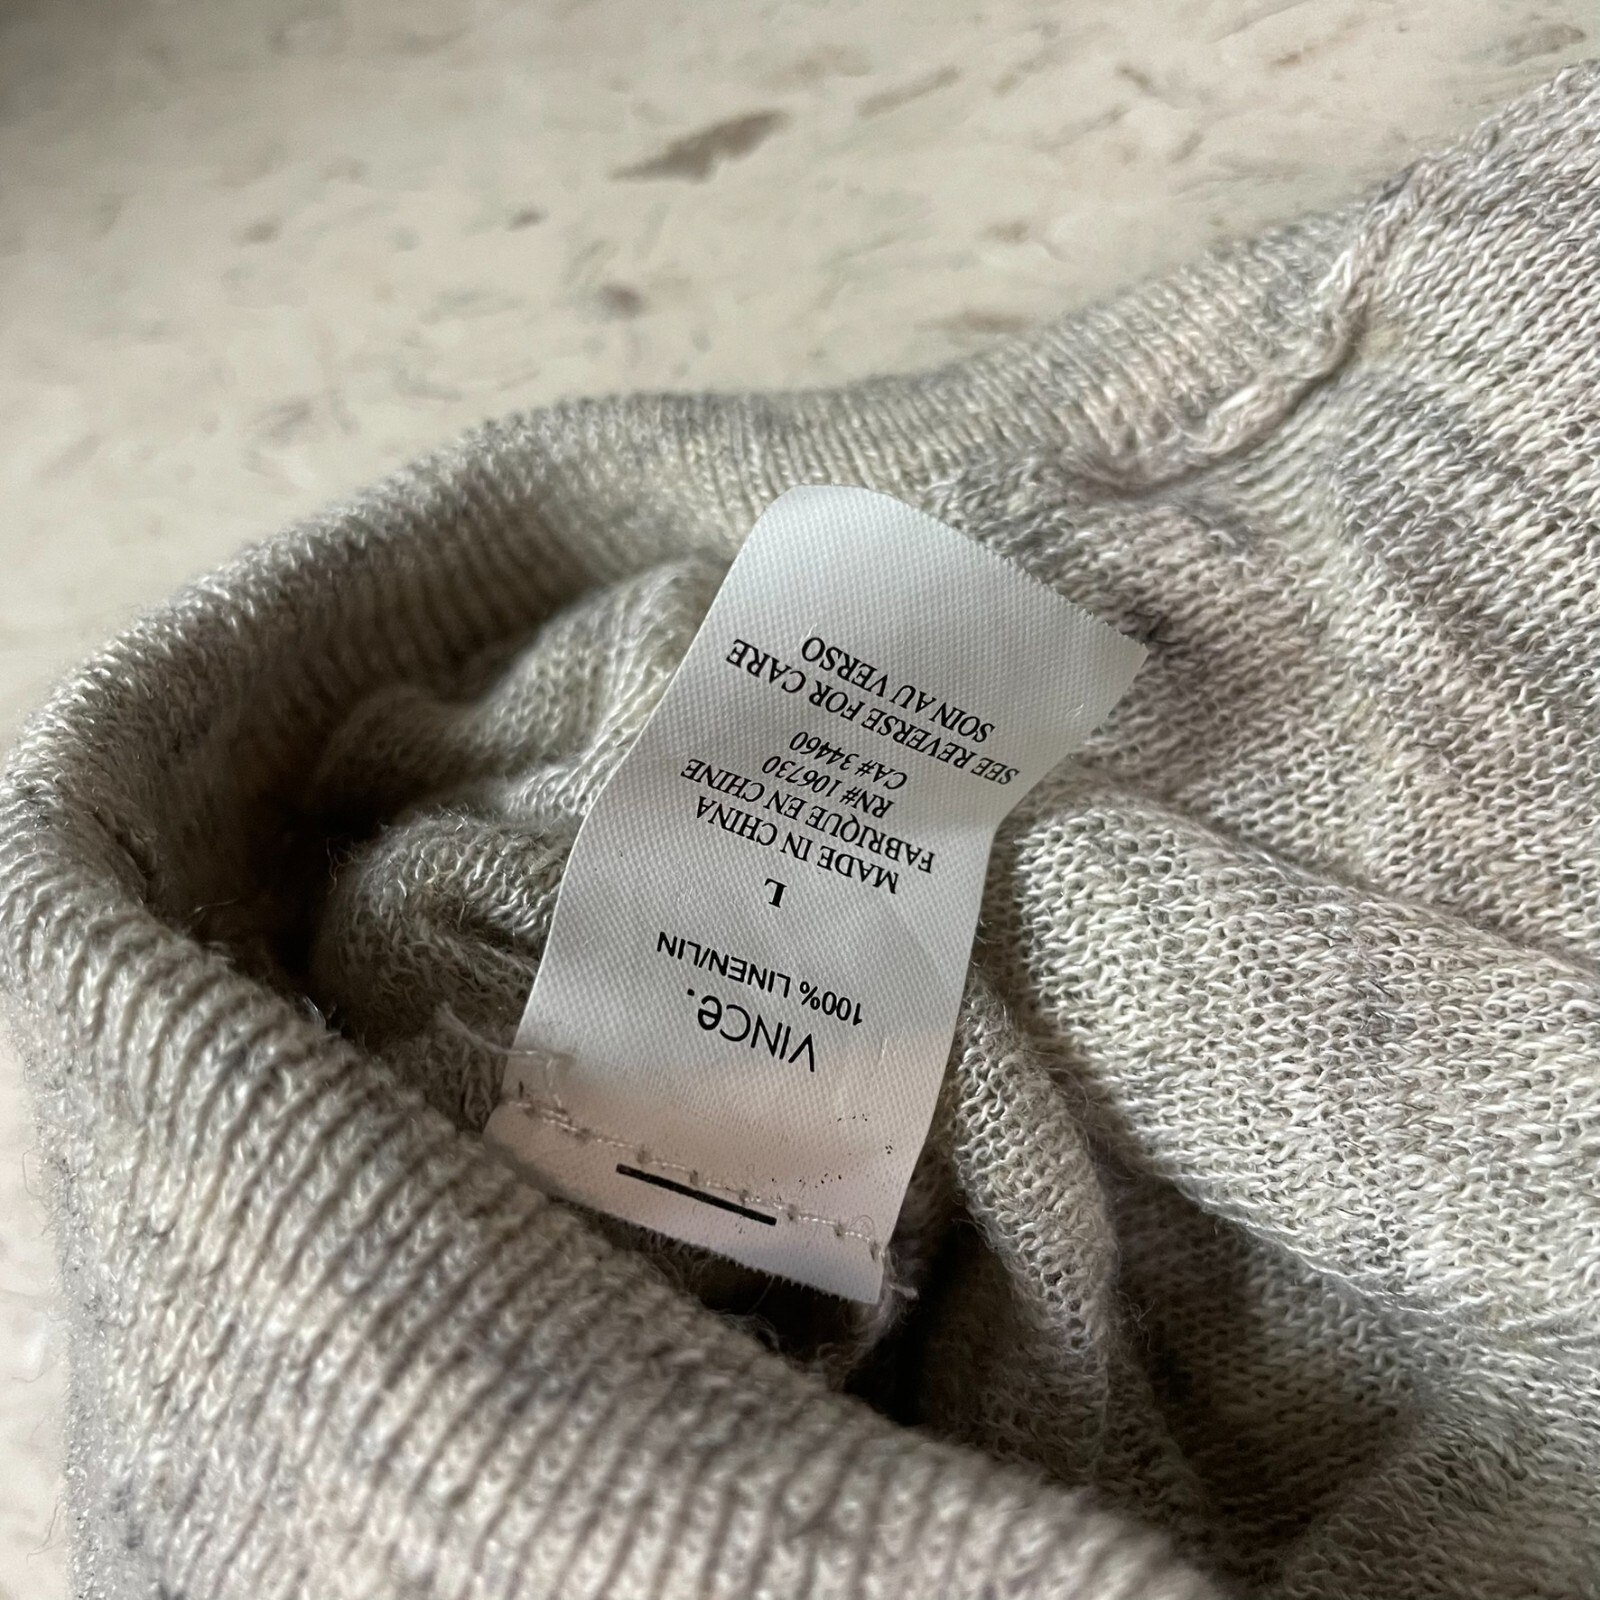 VINCe.
100% LINEN/LIN
L
MADE IN CHINA
FABRIQUE EN CHINE
RN# 106730
CA# 34460
SEE REVERSE FOR CARE
SOIN AU VERSO